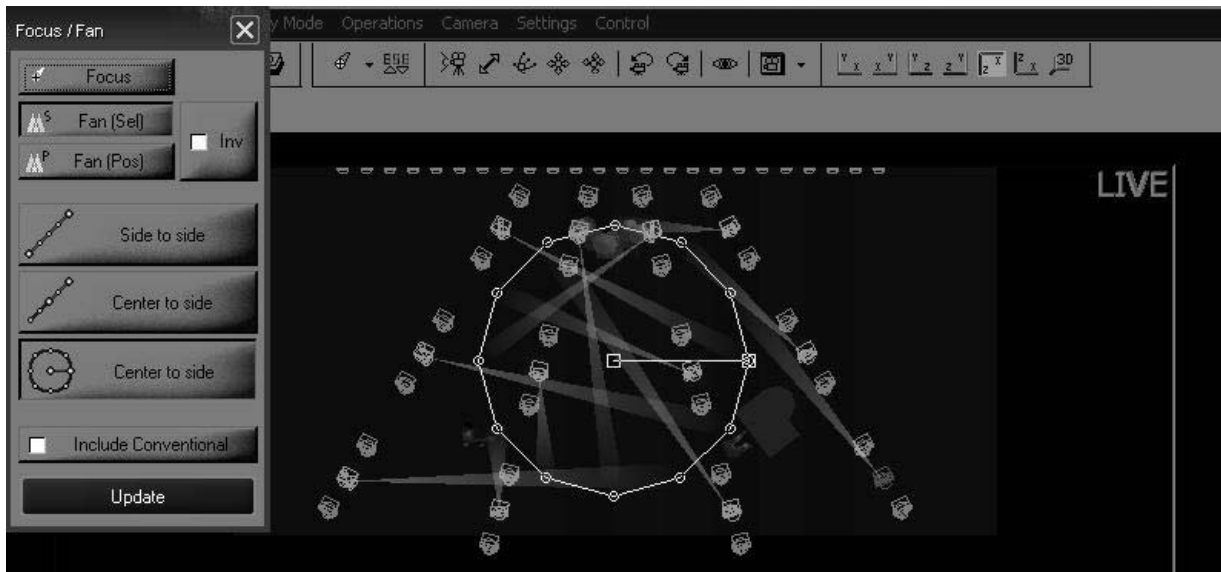 Focus / Fan
Mode Operations Camera Settings Control
Focus
S Fan (Sel)
Inv
P Fan (Pos)
Y X
X Y
Y Z
Z Y
Z X
Z X
3D
Side to side
Center to side
Center to side
Include Conventional
Update
LIVE